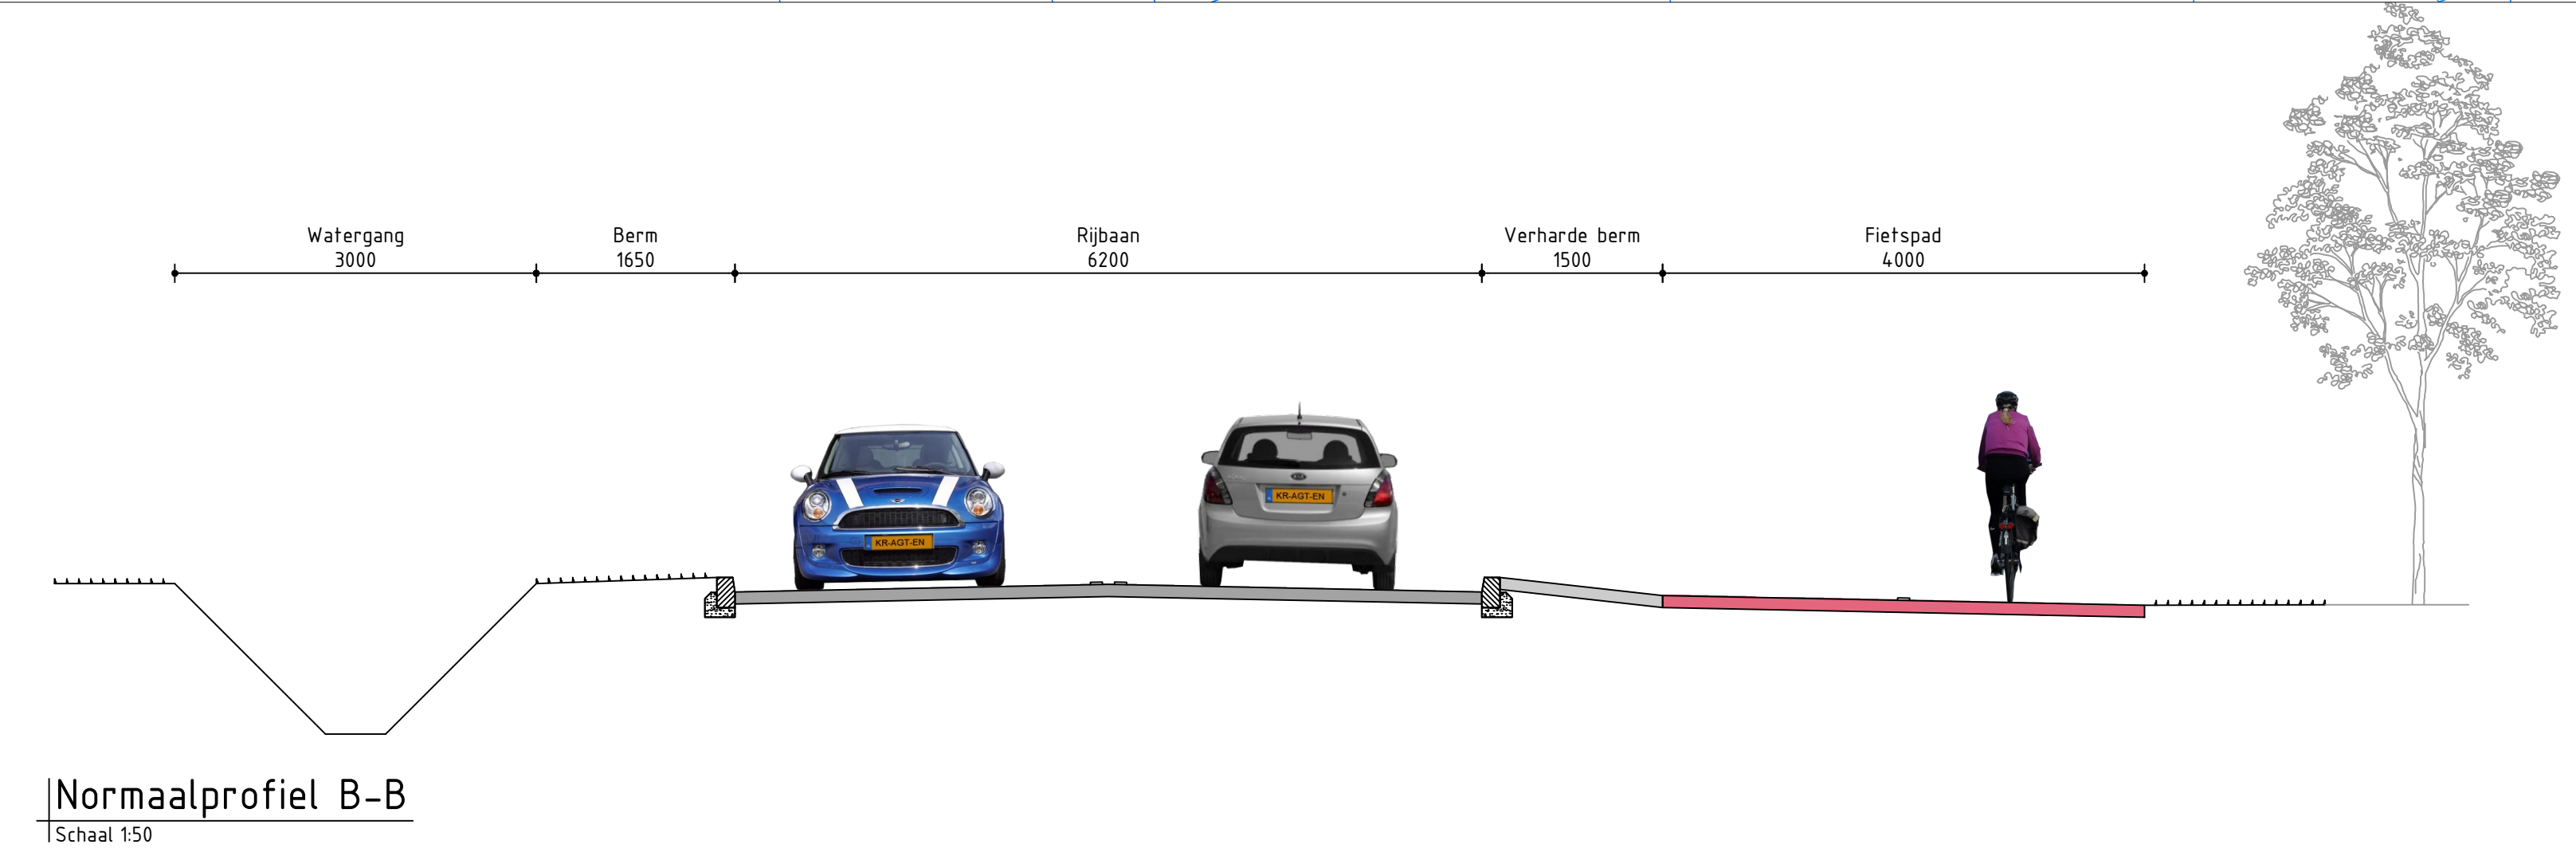 Watergang
3000
Berm
1650
Rijbaan
6200
Verharde berm
1500
Fietspad
4000
KR-AGT-EN
KR-AGT-EN
Normaalprofiel B-B
Schaal 1:50